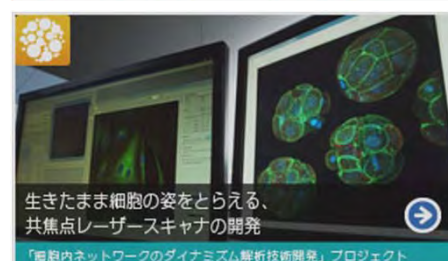 生きたまま細胞の姿をとらえる、
共焦点レーザースキャナの開発
「細胞内ネットワークのダイナミズム解析技術開発」プロジェクト